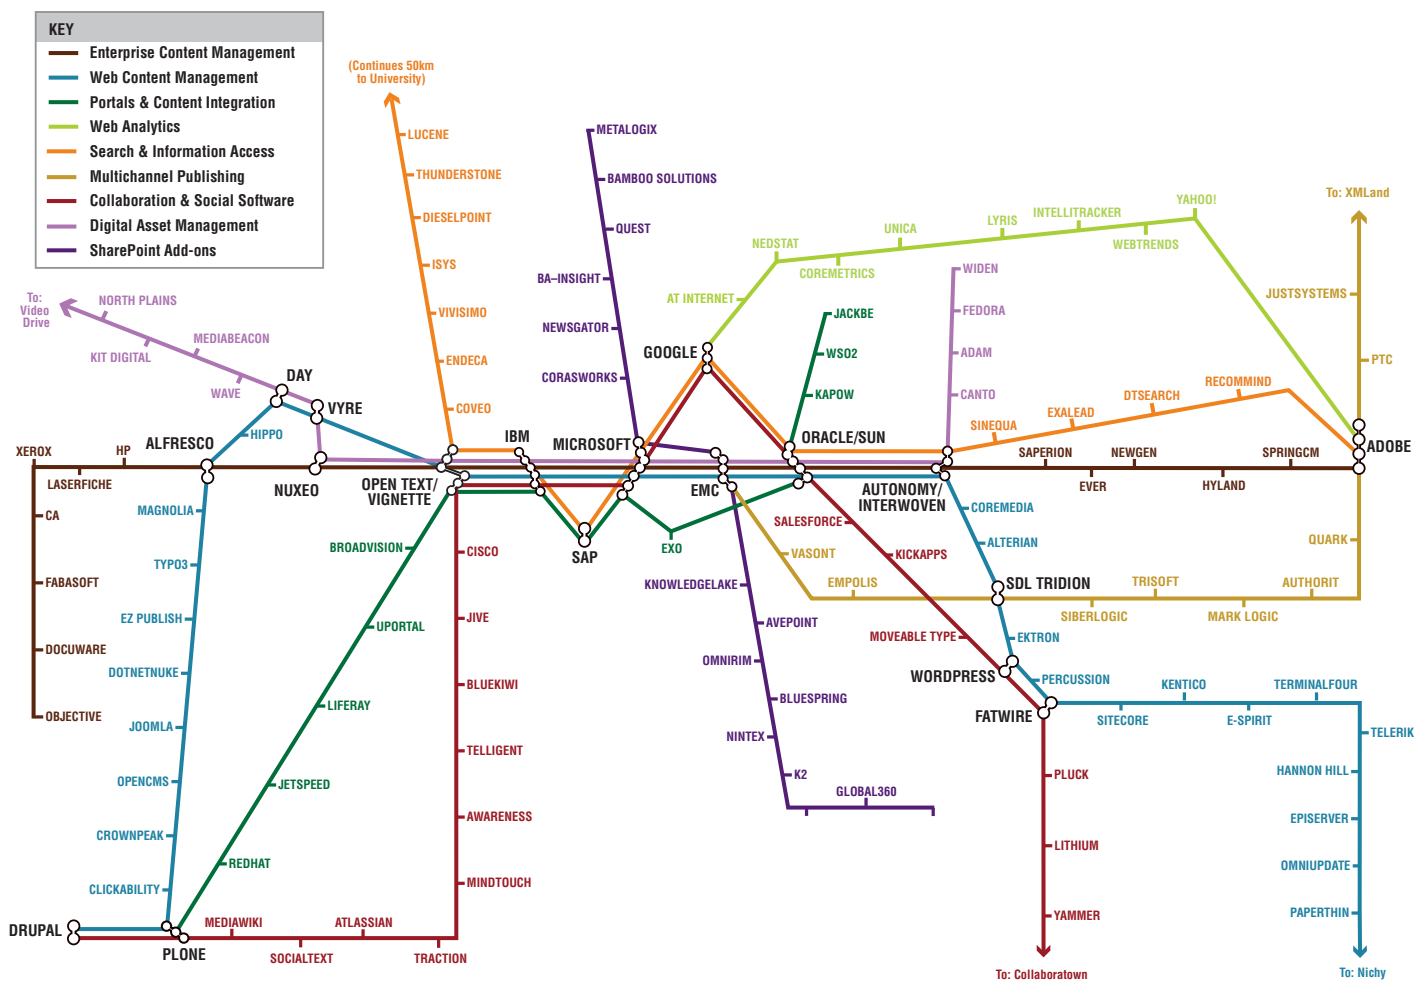 KEY
Enterprise Content Management
Web Content Management
Portals & Content Integration
Web Analytics
Search & Information Access
Multichannel Publishing
Collaboration & Social Software
Digital Asset Management
SharePoint Add-ons
(Continues 50km
to University)
LUCENE
THUNDERSTONE
DIESELPOINT
ISYS
VIVISIMO
ENDECA
COVEO
METALOGIX
BAMBOO SOLUTIONS
QUEST
BA–INSIGHT
NEWSGATOR
CORASWORKS
GOOGLE
AT INTERNET
NEDSTAT
COREMETRICS
UNICA
LYRIS
INTELLITRACKER
WEBTRENDS
YAHOO!
To: XMLand
JUSTSYSTEMS
PTC
JACKBE
WSO2
KAPOW
WIDEN
FEDORA
ADAM
CANTO
SINEQUA
EXALEAD
DTSEARCH
RECOMMIND
To:
Video
Drive
NORTH PLAINS
KIT DIGITAL
MEDIABEACON
WAVE
DAY
VYRE
HIPPO
ALFRESCO
XEROX
HP
LASERFICHE
NUXEO
OPEN TEXT/
VIGNETTE
IBM
MICROSOFT
SAP
EMC
ORACLE/SUN
AUTONOMY/
INTERWOVEN
SAPERION
EVER
NEWGEN
HYLAND
SPRINGCM
ADOBE
CA
FABASOFT
DOCUWARE
OBJECTIVE
MAGNOLIA
TYPO3
EZ PUBLISH
DOTNETNUKE
JOOMLA
OPENCMS
CROWNPEAK
CLICKABILITY
BROADVISION
UPORTAL
LIFERAY
JETSPEED
REDHAT
CISCO
JIVE
BLUEKIWI
TELLIGENT
AWARENESS
MINDTOUCH
DRUPAL
PLONE
MEDIAWIKI
SOCIALTEXT
ATLASSIAN
TRACTION
EXO
KNOWLEDGELAKE
AVEPOINT
OMNIRIM
BLUESPRING
NINTEX
K2
GLOBAL360
SALESFORCE
KICKAPPS
VASONT
EMPOLIS
MOVEABLE TYPE
COREMEDIA
ALTERIAN
SDL TRIDION
SIBERLOGIC
TRISOFT
MARK LOGIC
AUTHORIT
QUARK
EKTRON
WORDPRESS
PERCUSSION
FATWIRE
SITECORE
KENTICO
E-SPIRIT
TERMINALFOUR
TELERIK
HANNON HILL
EPISERVER
OMNIUPDATE
PAPERTHIN
To: Nichy
PLUCK
LITHIUM
YAMMER
To: Collaboratown